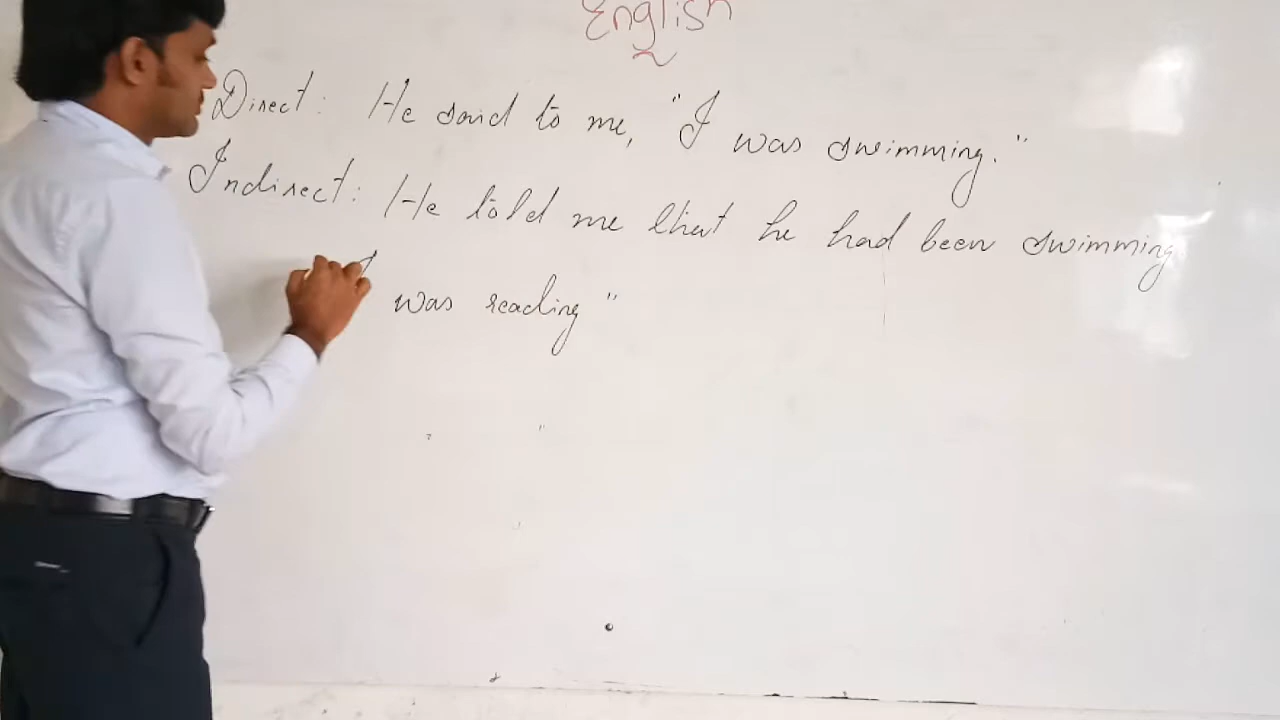 English
Direct: He said to me, "I was swimming."
Indirect: He told me that he had been swimming
I was reading"